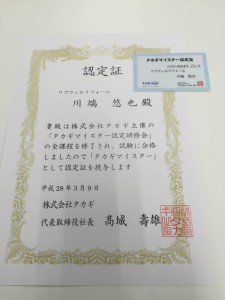 認定証
リブウェルリフォーム
川端 悠也殿
貴殿は株式会社タカギ主催の
「タカギマイスター認定研修会」
の全課程を修了され、試験に合格
しましたので「タカギマイスター」
として認定証を授与します
平成28年3月9日
株式会社タカギ
代表取締役社長 高城 壽雄
タカギマイスター認定証